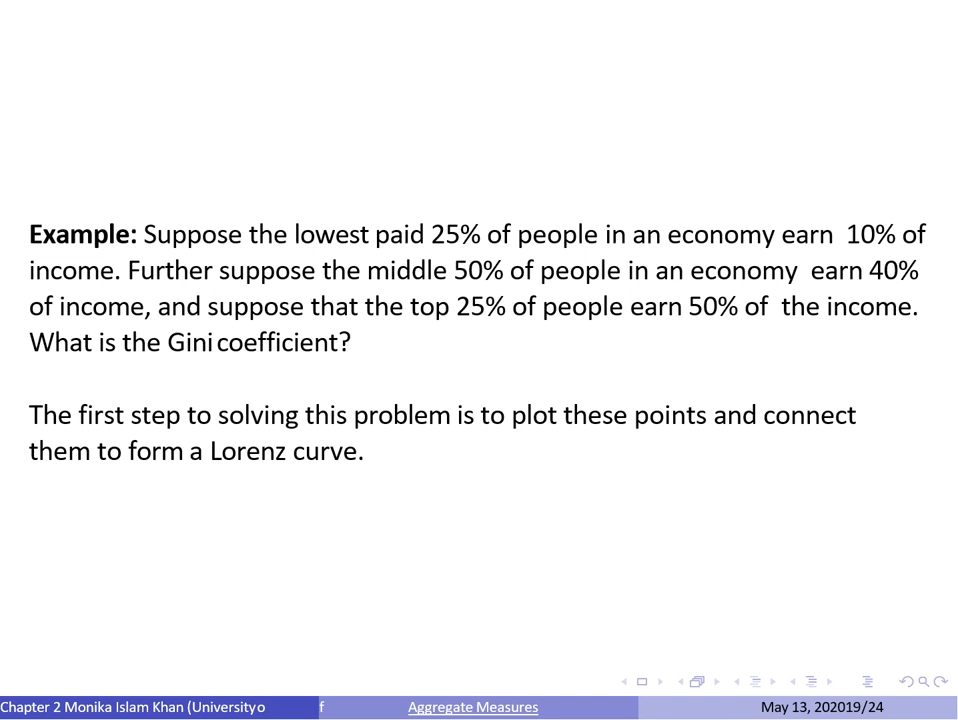 Example: Suppose the lowest paid 25% of people in an economy earn 10% of
income. Further suppose the middle 50% of people in an economy earn 40%
of income, and suppose that the top 25% of people earn 50% of the income.
What is the Gini coefficient?
The first step to solving this problem is to plot these points and connect
them to form a Lorenz curve.
Chapter 2 Monika Islam Khan (Universityo f Aggregate Measures May 13, 202019/24